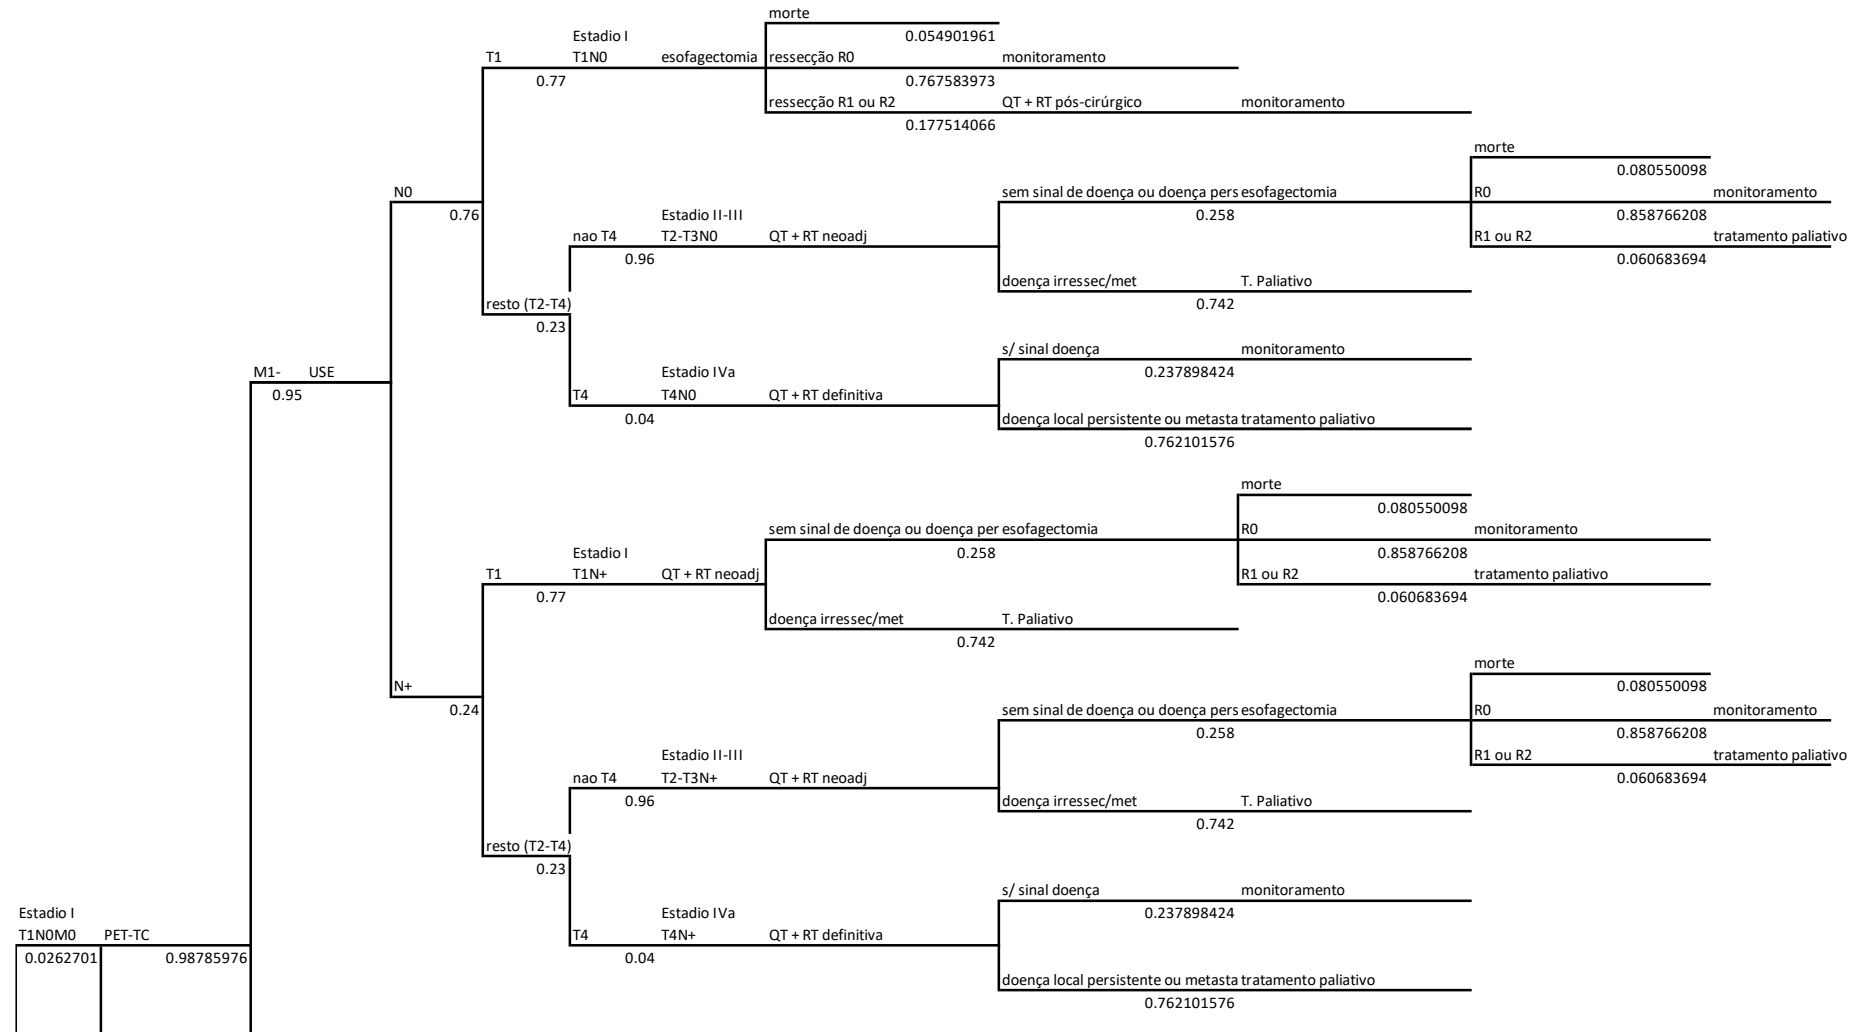 morte
0.054901961
Estadio I
T1 T1N0 esofagectomia ressecção R0 monitoramento
0.77 0.767583973
ressecção R1 ou R2 QT + RT pós-cirúrgico monitoramento
0.177514066
morte
0.080550098
N0 sem sinal de doença ou doença pers esofagectomia R0 monitoramento
0.76 Estadio II-III 0.258 0.858766208
nao T4 T2-T3N0 QT + RT neoadj R1 ou R2 tratamento paliativo
0.96 0.060683694
doença irressec/met T. Paliativo
resto (T2-T4) 0.742
0.23
s/ sinal doença monitoramento
M1- USE Estadio IVa 0.237898424
0.95 T4 T4N0 QT + RT definitiva
0.04 doença local persistente ou metasta tratamento paliativo
0.762101576
morte
0.080550098
sem sinal de doença ou doença per esofagectomia R0 monitoramento
Estadio I 0.258 0.858766208
T1 T1N+ QT + RT neoadj R1 ou R2 tratamento paliativo
0.77 0.060683694
doença irressec/met T. Paliativo
0.742
morte
N+ 0.080550098
0.24 sem sinal de doença ou doença pers esofagectomia R0 monitoramento
0.258 0.858766208
Estadio II-III R1 ou R2 tratamento paliativo
nao T4 T2-T3N+ QT + RT neoadj 0.060683694
0.96 doença irressec/met T. Paliativo
0.742
resto (T2-T4)
0.23
s/ sinal doença monitoramento
Estadio I Estadio IVa 0.237898424
T1N0M0 PET-TC T4 T4N+ QT + RT definitiva
0.0262701 0.98785976 0.04
doença local persistente ou metasta tratamento paliativo
0.762101576